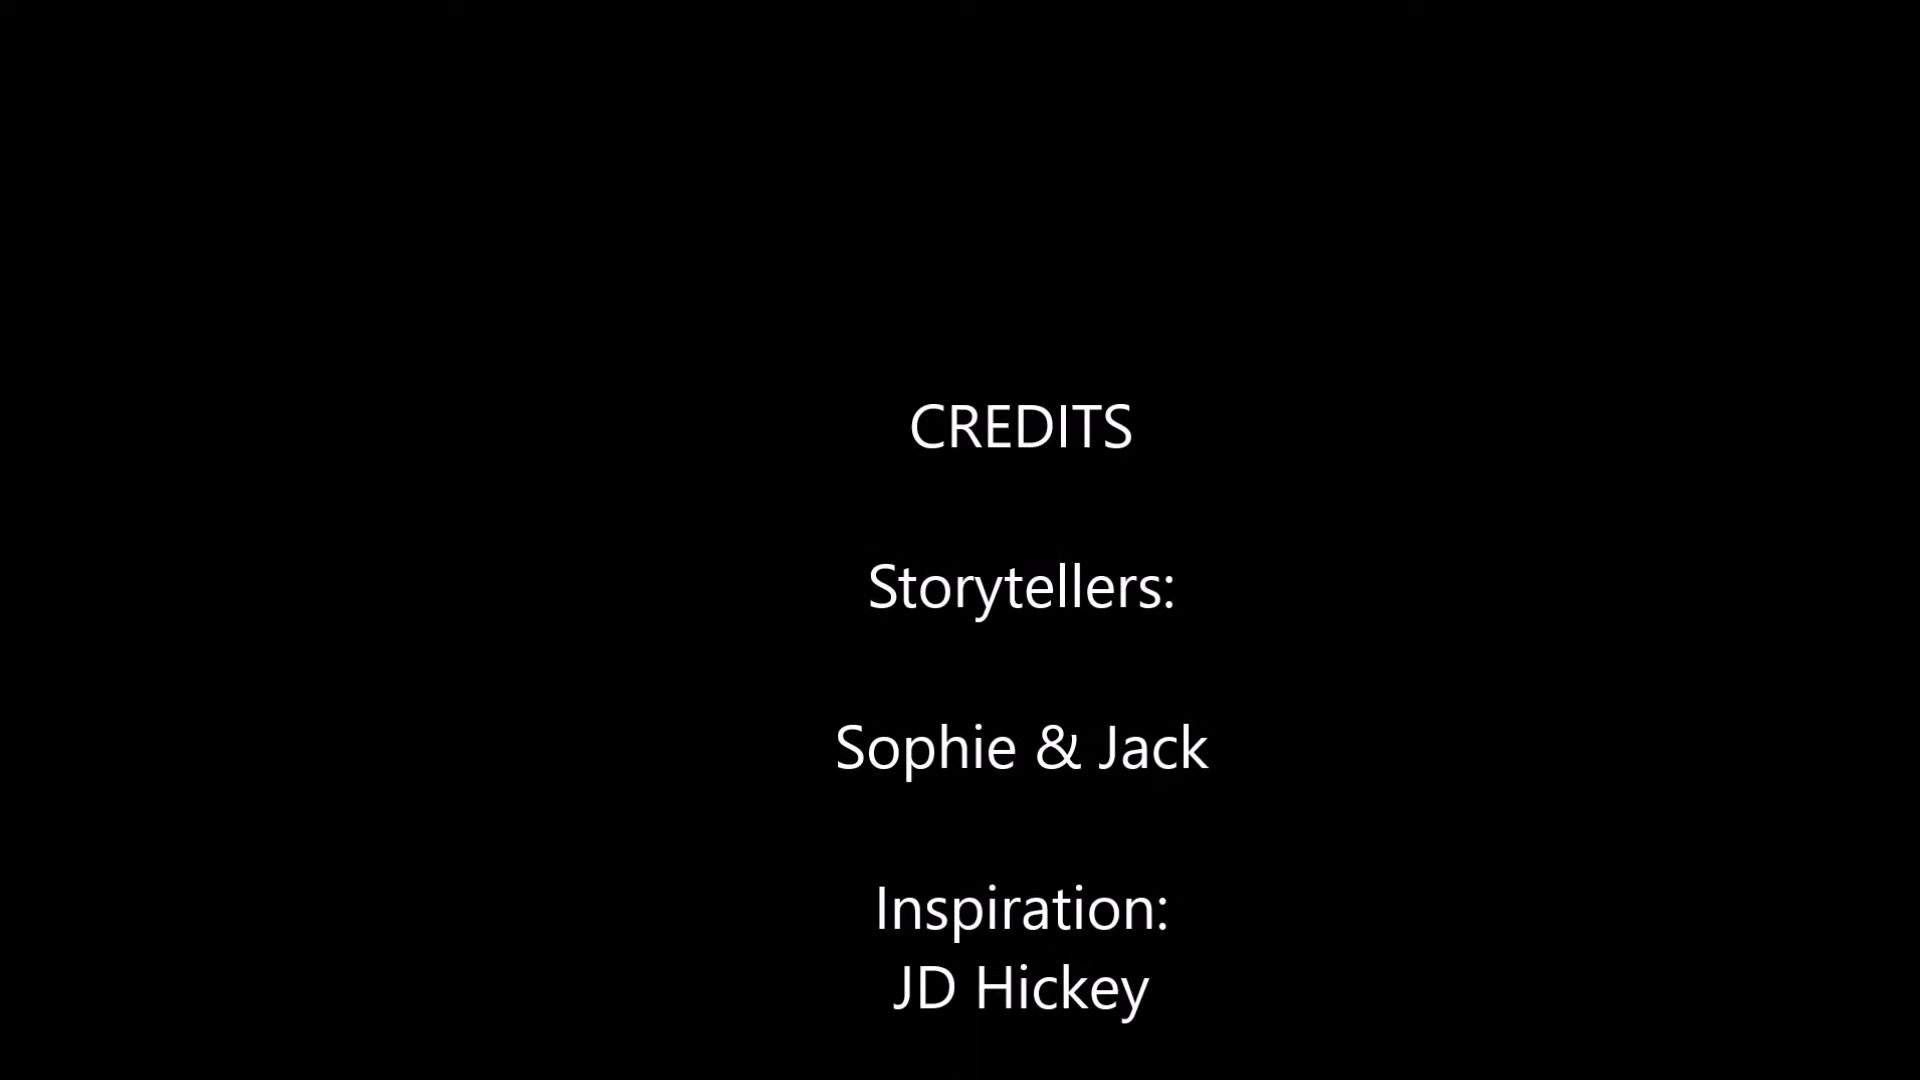 CREDITS
Storytellers:
Sophie & Jack
Inspiration:
JD Hickey